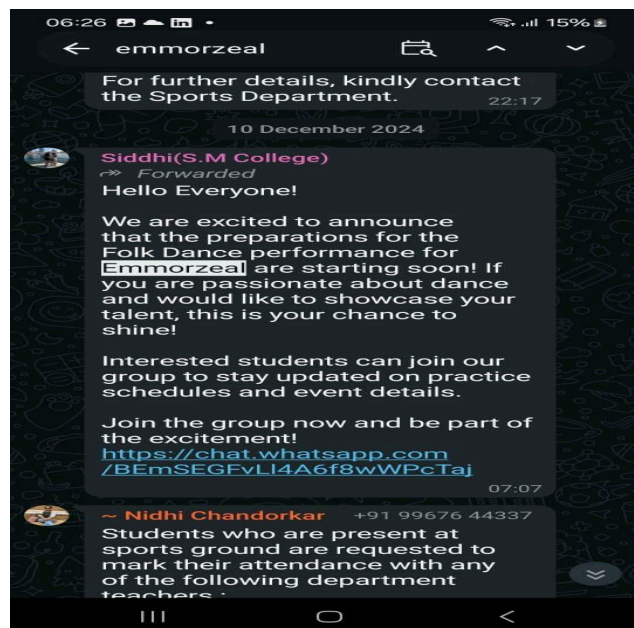 06:26 15%
emmorzeal
For further details, kindly contact
the Sports Department.
22:17
10 December 2024
Siddhi(S.M College)
Forwarded
Hello Everyone!
We are excited to announce
that the preparations for the
Folk Dance performance for
Emmorzeal are starting soon! If
you are passionate about dance
and would like to showcase your
talent, this is your chance to
shine!
Interested students can join our
group to stay updated on practice
schedules and event details.
Join the group now and be part of
the excitement!
https://chat.whatsapp.com
/BEmSEGFvLl4A6f8wWPcTaj
07:07
~ Nidhi Chandorkar +91 99676 44337
Students who are present at
sports ground are requested to
mark their attendance with any
of the following department
teachers :